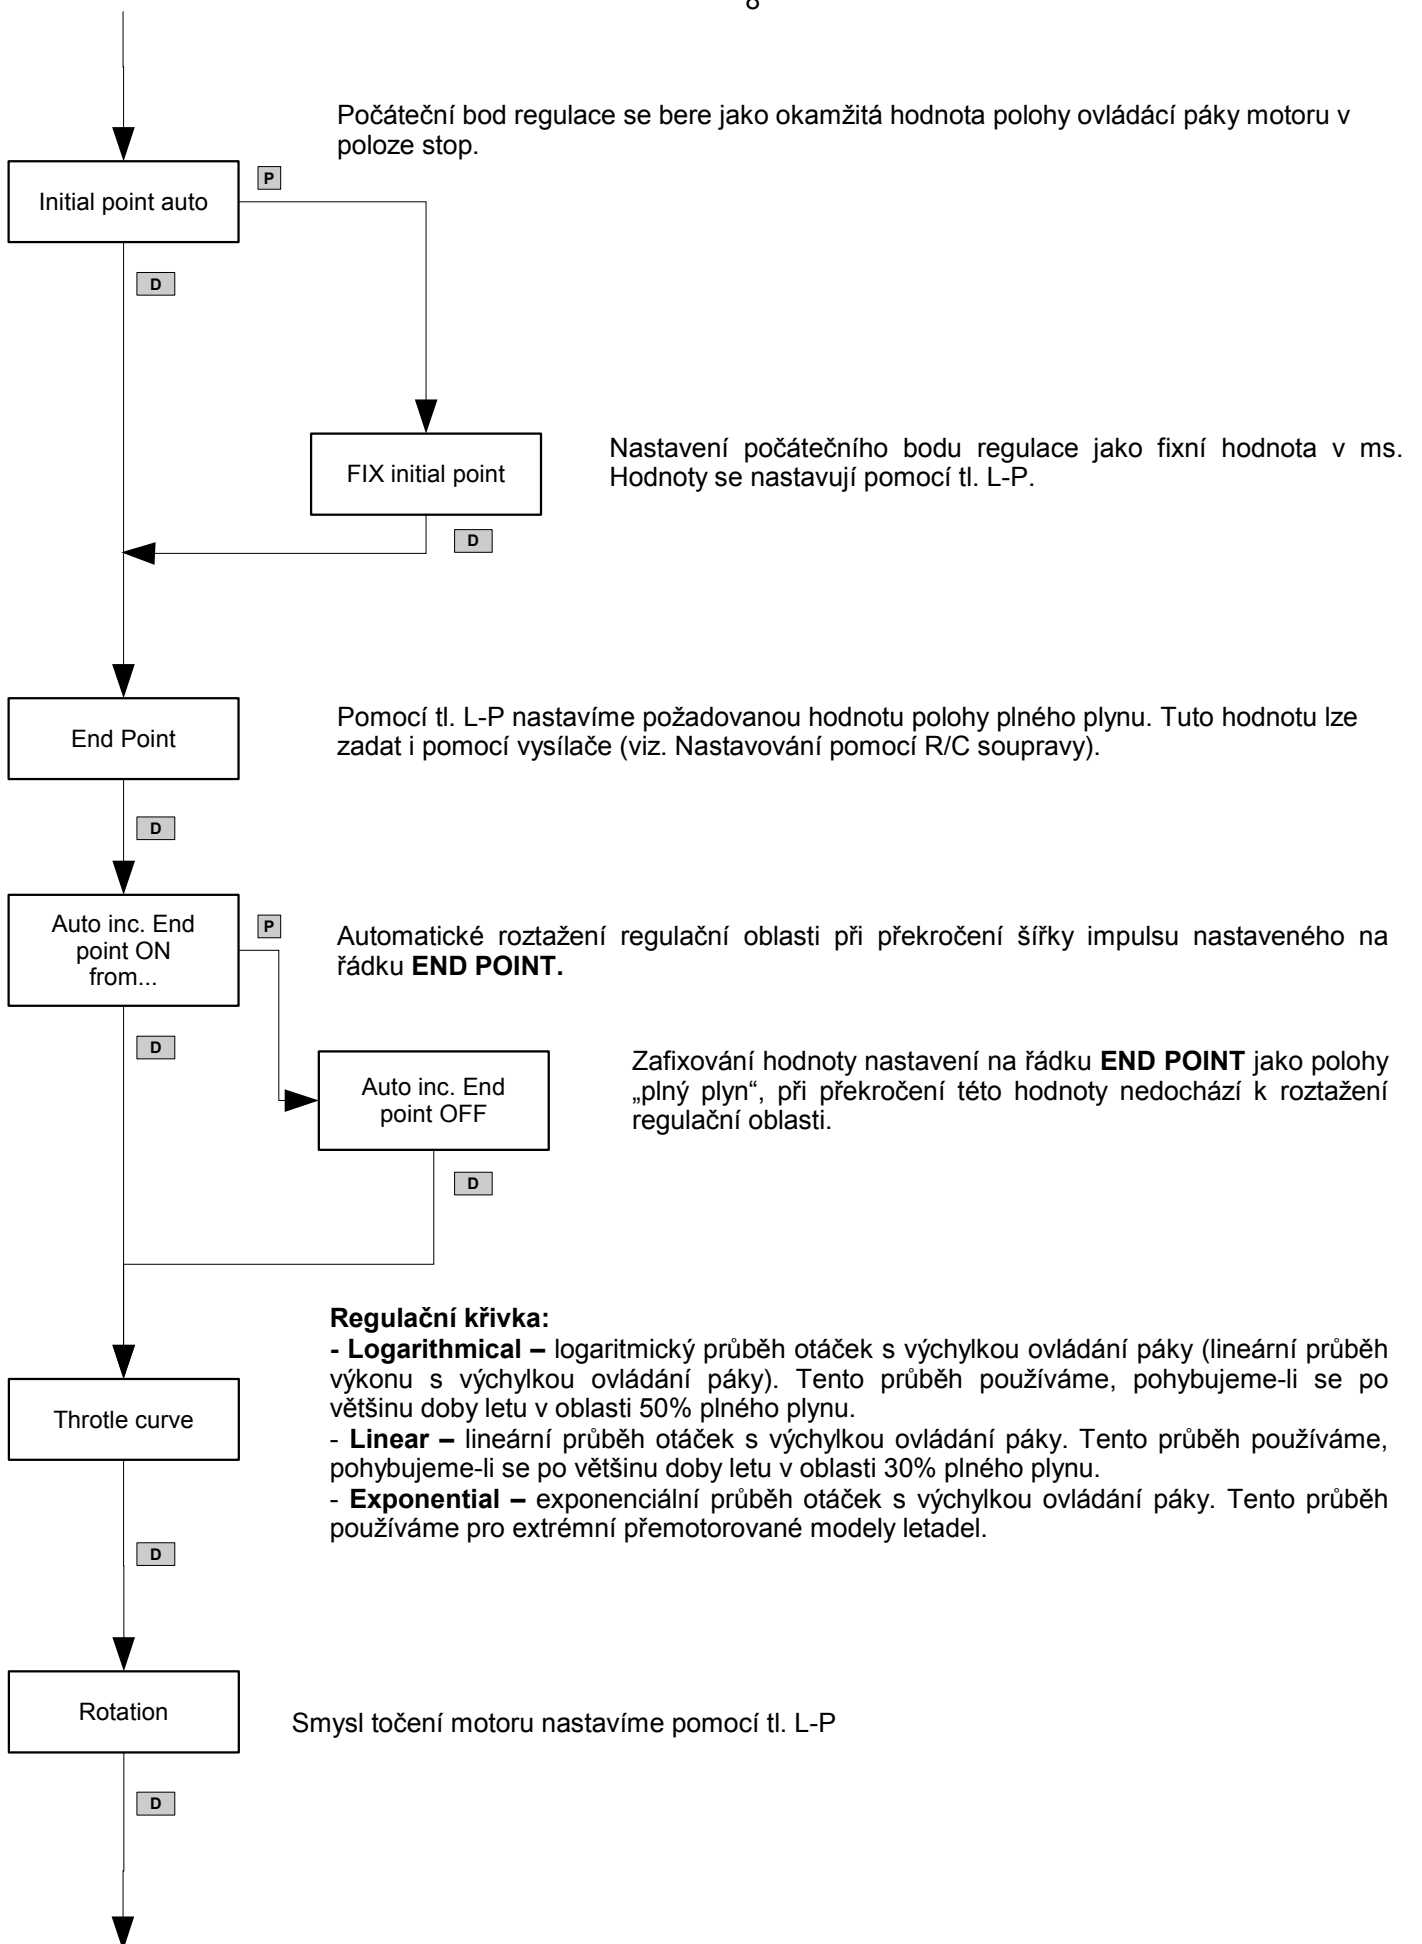 8
Počáteční bod regulace se bere jako okamžitá hodnota polohy ovládácí páky motoru v
poloze stop.
P
Initial point auto
D
FIX initial point
Nastavení počátečního bodu regulace jako fixní hodnota v ms.
Hodnoty se nastavují pomocí tl. L-P.
D
End Point
Pomocí tl. L-P nastavíme požadovanou hodnotu polohy plného plynu. Tuto hodnotu lze
zadat i pomocí vysílače (viz. Nastavování pomocí R/C soupravy).
D
Auto inc. End
point ON
from...
P
Automatické roztažení regulační oblasti při překročení šířky impulsu nastaveného na
řádku END POINT.
D
Auto inc. End
point OFF
Zafixování hodnoty nastavení na řádku END POINT jako polohy
„plný plyn“, při překročení této hodnoty nedochází k roztažení
regulační oblasti.
D
Throtle curve
Regulační křivka:
- Logarithmical – logaritmický průběh otáček s výchylkou ovládání páky (lineární průběh
výkonu s výchylkou ovládání páky). Tento průběh používáme, pohybujeme-li se po
většinu doby letu v oblasti 50% plného plynu.
- Linear – lineární průběh otáček s výchylkou ovládání páky. Tento průběh používáme,
pohybujeme-li se po většinu doby letu v oblasti 30% plného plynu.
- Exponential – exponenciální průběh otáček s výchylkou ovládání páky. Tento průběh
používáme pro extrémní přemotorované modely letadel.
D
Rotation
Smysl točení motoru nastavíme pomocí tl. L-P
D